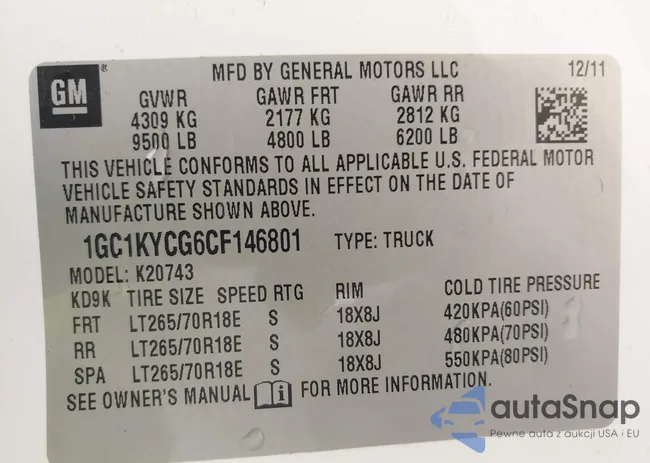 GM ® MFD BY GENERAL MOTORS LLC 12/11
GVWR GAWR FRT GAWR RR
4309 KG 2177 KG 2812 KG
9500 LB 4800 LB 6200 LB
THIS VEHICLE CONFORMS TO ALL APPLICABLE U.S. FEDERAL MOTOR
VEHICLE SAFETY STANDARDS IN EFFECT ON THE DATE OF
MANUFACTURE SHOWN ABOVE.
1GC1KYCG6CF146801 TYPE: TRUCK
MODEL: K20743
KD9K TIRE SIZE SPEED RTG RIM COLD TIRE PRESSURE
FRT LT265/70R18E S 18X8J 420KPA(60PSI)
RR LT265/70R18E S 18X8J 480KPA(70PSI)
SPA LT265/70R18E S 18X8J 550KPA(80PSI)
SEE OWNER'S MANUAL i FOR MORE INFORMATION.
autaSnap
Pewne auta z aukcji USA i EU